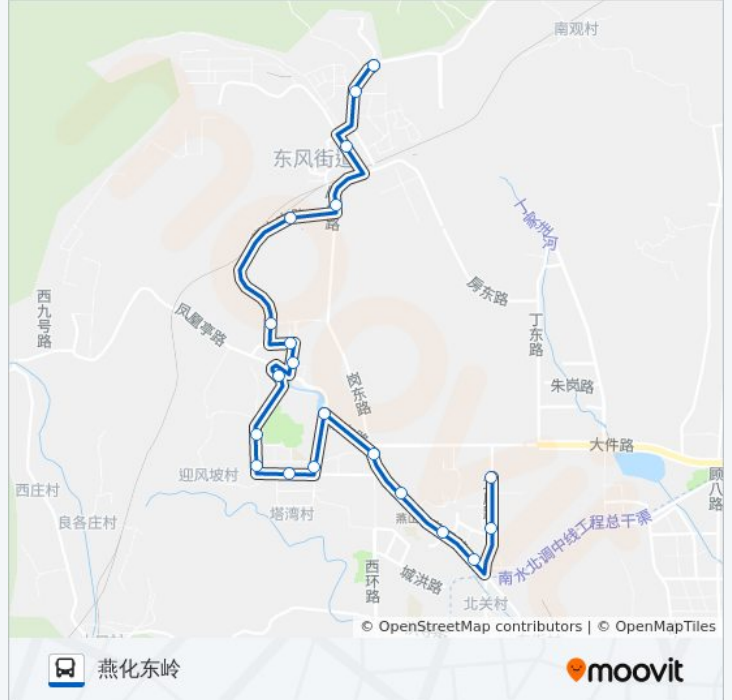 南观村
东风街道
路
丁家洼河
房东路
西九号路
凤凰亭路
丁东路
岗东路
朱岗路
大件路
迎风坡村
顾八路
西庄村
塔湾村
良各庄村
燕山
南水北调中线工程总干渠
西环路
城洪路
北关村
© OpenStreetMap contributors | © OpenMapTiles
燕化东岭
moovit